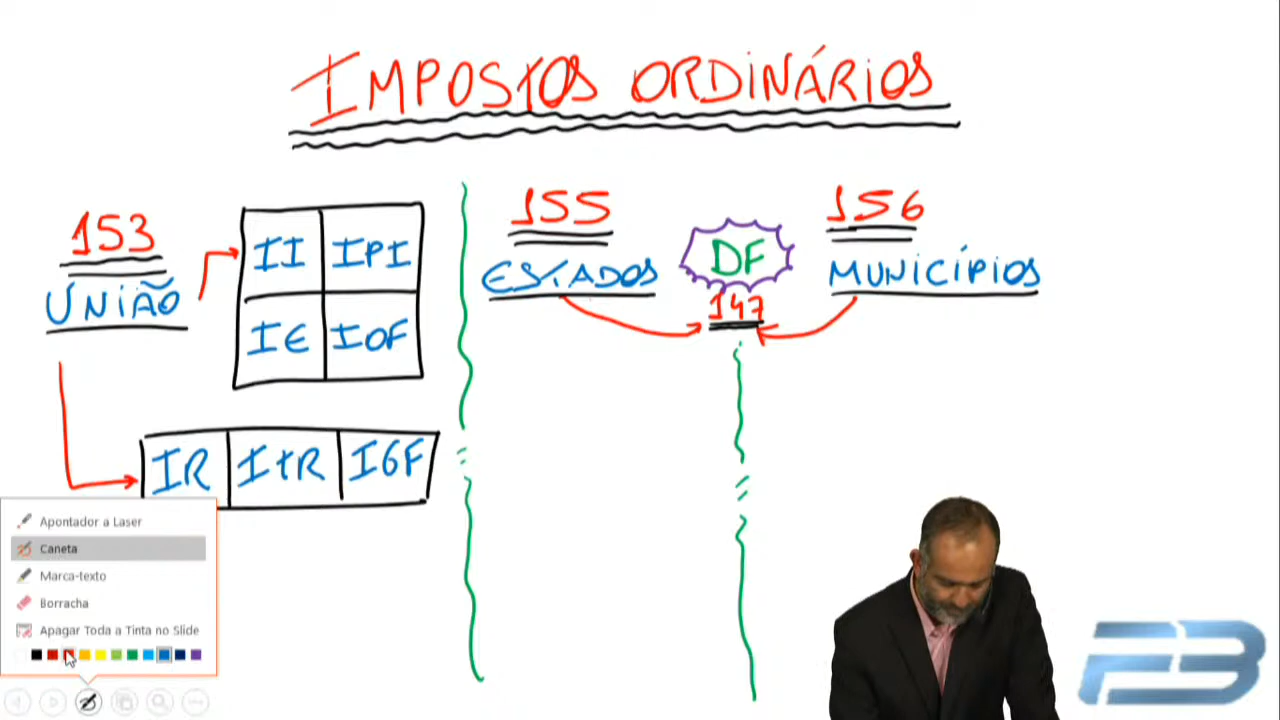 IMPOSTOS ORDINÁRIOS
153
UNIÃO
II IPI
IE IOF
IR ITR IGF
155
ESTADOS
DF
147
156
MUNICÍPIOS
Apontador a Laser
Caneta
Marca-texto
Borracha
Apagar Toda a Tinta no Slide